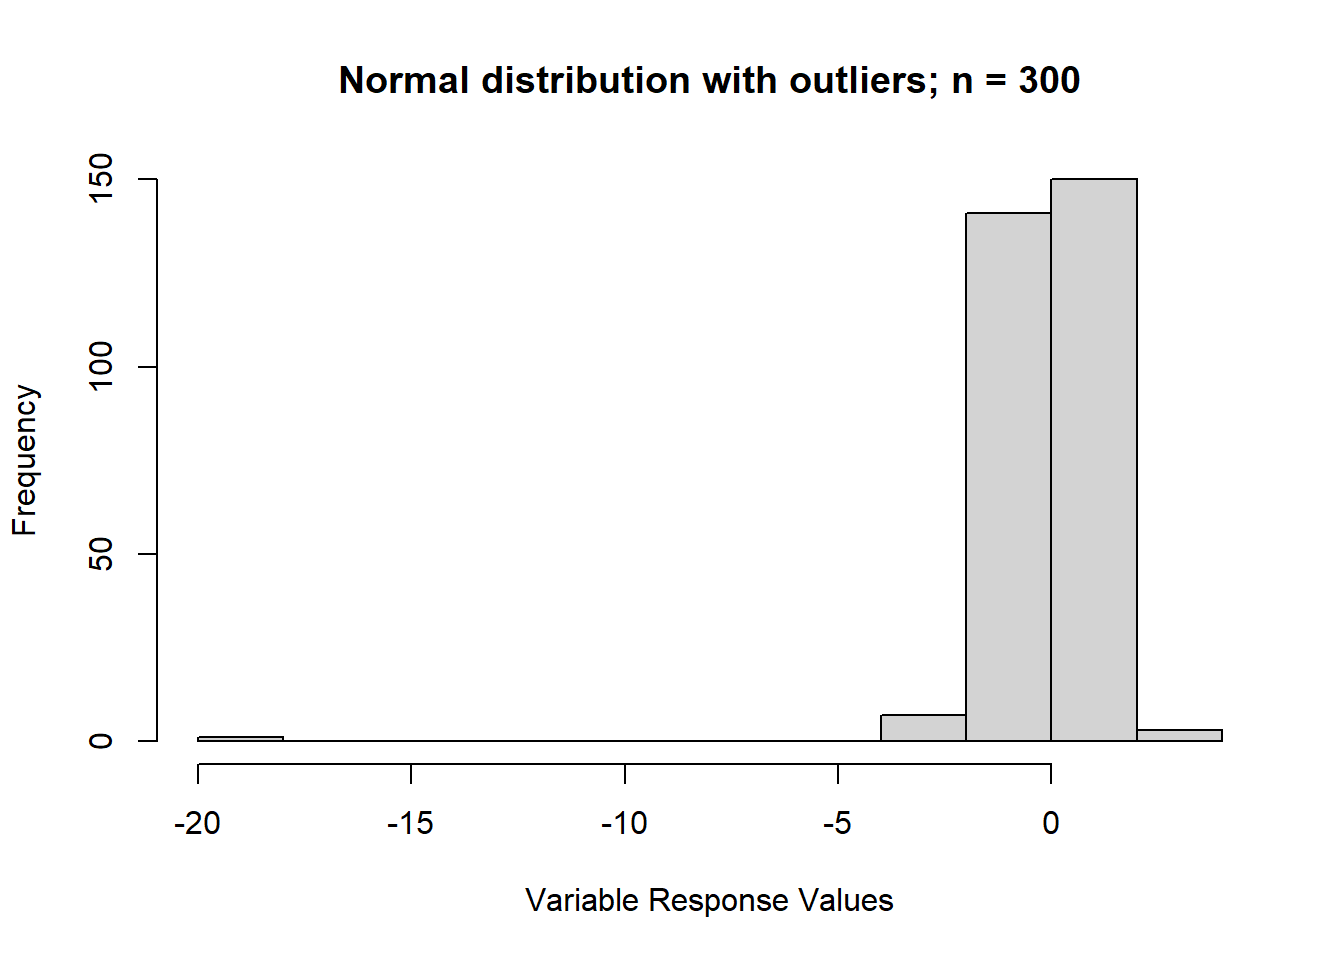 Normal distribution with outliers; n = 300
150
100
50
0
Frequency
-20 -15 -10 -5 0
Variable Response Values